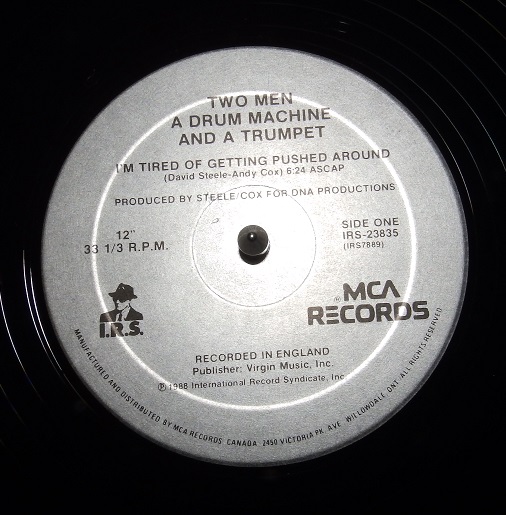 TWO MEN
A DRUM MACHINE
AND A TRUMPET
I'M TIRED OF GETTING PUSHED AROUND
(David Steele-Andy Cox) 6:24 ASCAP
PRODUCED BY STEELE/COX FOR DNA PRODUCTIONS
12"
33 1/3 R.P.M.
SIDE ONE
IRS-23835
(IRS7889)
I.R.S.
® MCA
RECORDS
RECORDED IN ENGLAND
Publisher: Virgin Music, Inc.
℗ 1988 International Record Syndicate, Inc
MANUFACTURED AND DISTRIBUTED BY MCA RECORDS CANADA 2450 VICTORIA PK. AVE. WILLOWDALE ONT. ALL RIGHTS RESERVED